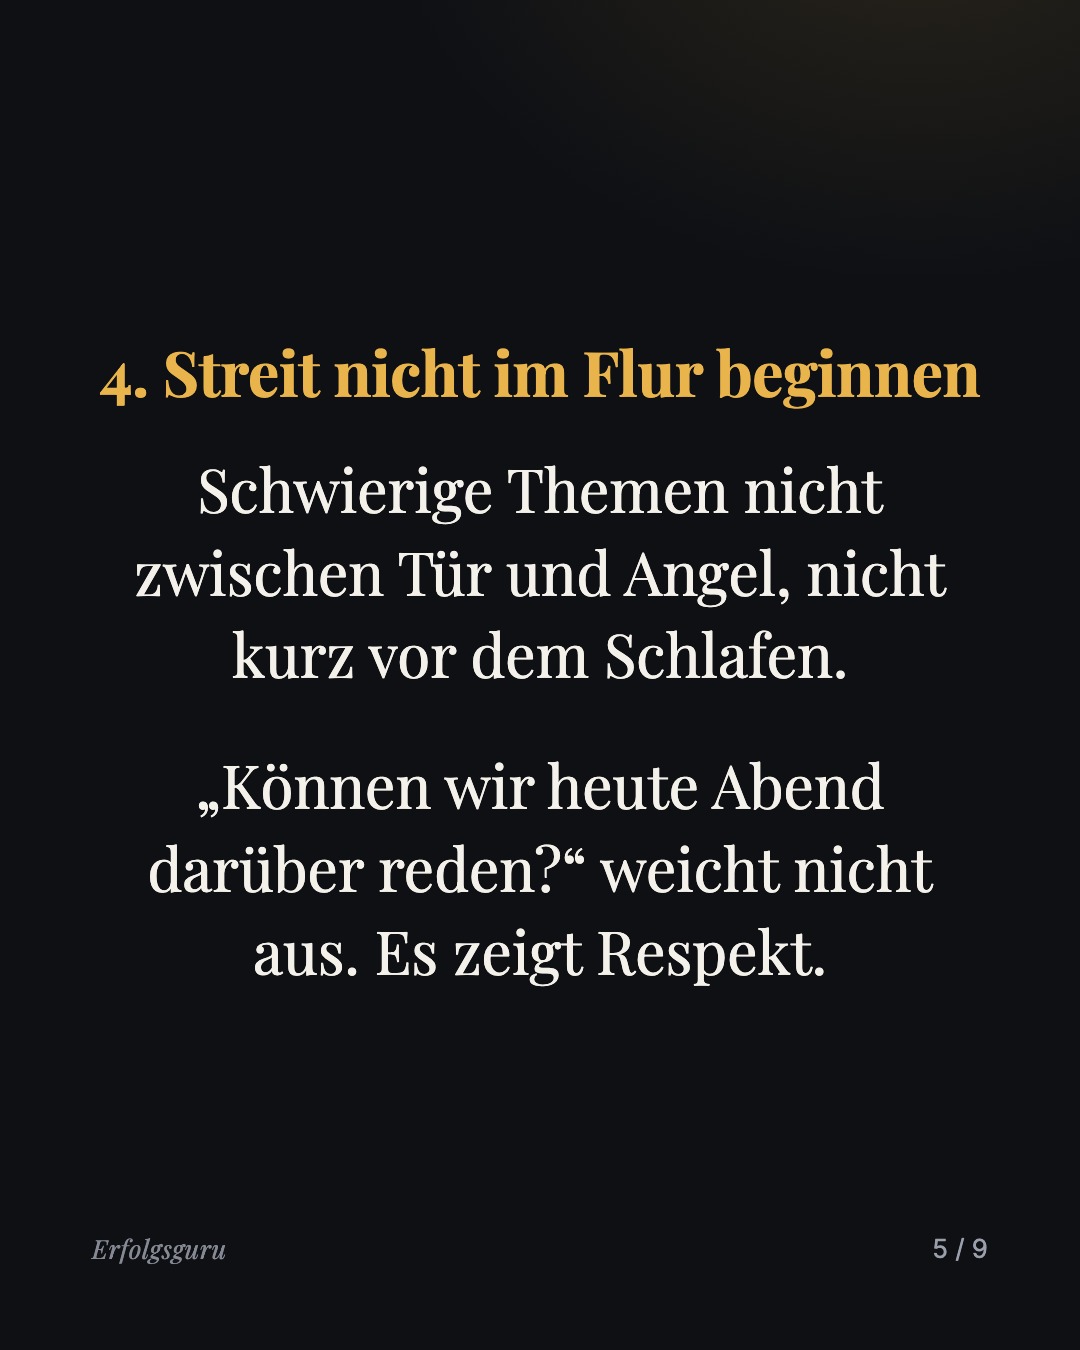 4. Streit nicht im Flur beginnen
Schwierige Themen nicht
zwischen Tür und Angel, nicht
kurz vor dem Schlafen.
„Können wir heute Abend
darüber reden?“ weicht nicht
aus. Es zeigt Respekt.
Erfolgsguru
5 / 9